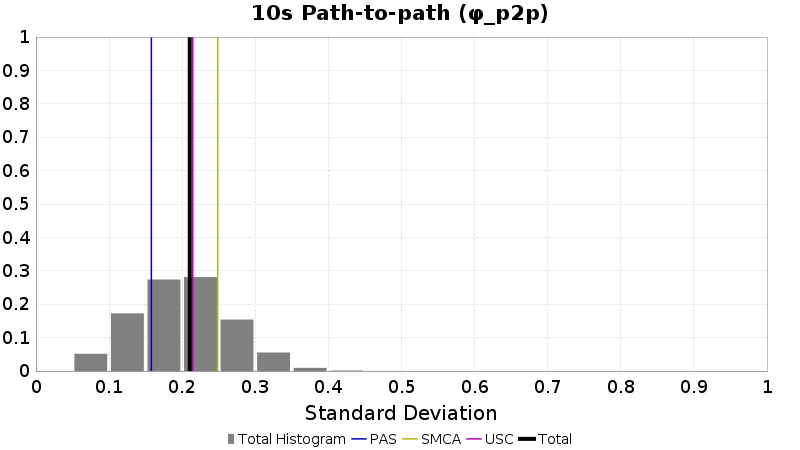 10s Path-to-path (φ_p2p)
1
0.9
0.8
0.7
0.6
0.5
0.4
0.3
0.2
0.1
0
0 0.1 0.2 0.3 0.4 0.5 0.6 0.7 0.8 0.9 1
Standard Deviation
Total Histogram PAS SMCA USC Total